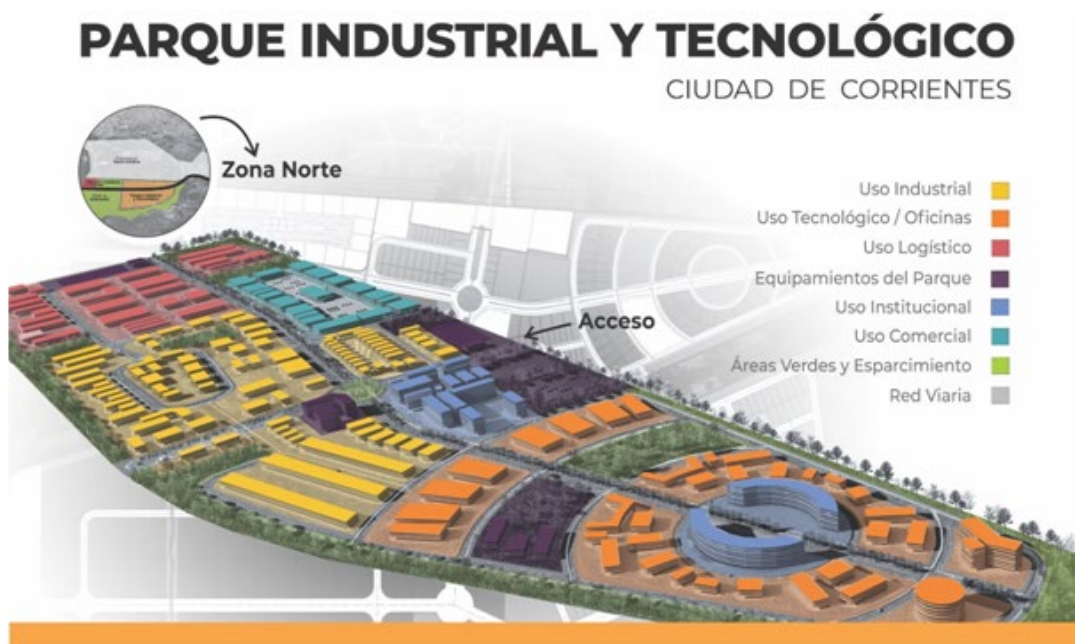 PARQUE INDUSTRIAL Y TECNOLÓGICO
CIUDAD DE CORRIENTES
Zona Norte
Acceso
Uso Industrial
Uso Tecnológico / Oficinas
Uso Logístico
Equipamientos del Parque
Uso Institucional
Uso Comercial
Áreas Verdes y Esparcimiento
Red Viaria